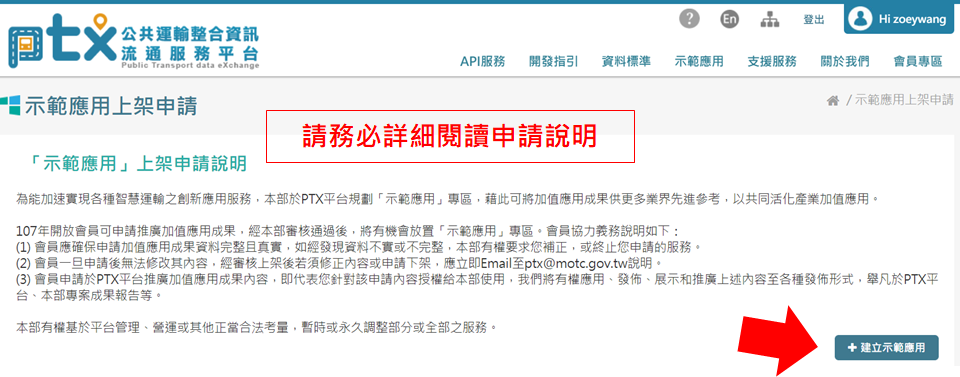 ptx 公共運輸整合資訊
流通服務平台
Public Transport data eXchange
? En 登出 Hi zoeywang
API服務 開發指引 資料標準 示範應用 支援服務 關於我們 會員專區
示範應用上架申請
/ 示範應用上架申請
請務必詳細閱讀申請說明
「示範應用」上架申請說明
為能加速實現各種智慧運輸之創新應用服務，本部於PTX平台規劃「示範應用」專區，藉此可將加值應用成果供更多業界先進參考，以共同活化產業加值應用。
107年開放會員可申請推廣加值應用成果，經本部審核通過後，將有機會放置「示範應用」專區。會員協力義務說明如下：
(1) 會員應確保申請加值應用成果資料完整且真實，如經發現資料不實或不完整，本部有權要求您補正，或終止您申請的服務。
(2) 會員一旦申請後無法修改其內容，經審核上架後若須修正內容或申請下架，應立即Email至ptx@motc.gov.tw說明。
(3) 會員申請於PTX平台推廣加值應用成果內容，即代表您針對該申請內容授權給本部使用，我們將有權應用、發佈、展示和推廣上述內容至各種發佈形式，舉凡於PTX平
台、本部專案成果報告等。
本部有權基於平台管理、營運或其他正當合法考量，暫時或永久調整部分或全部之服務。
+ 建立示範應用